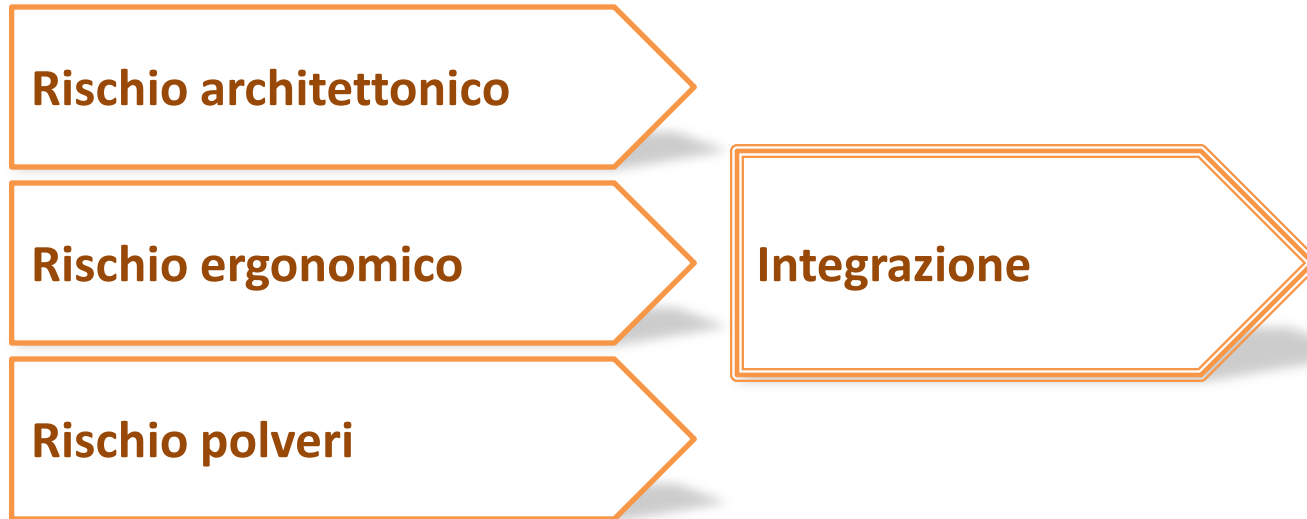 Rischio architettonico
Rischio ergonomico
Integrazione
Rischio polveri